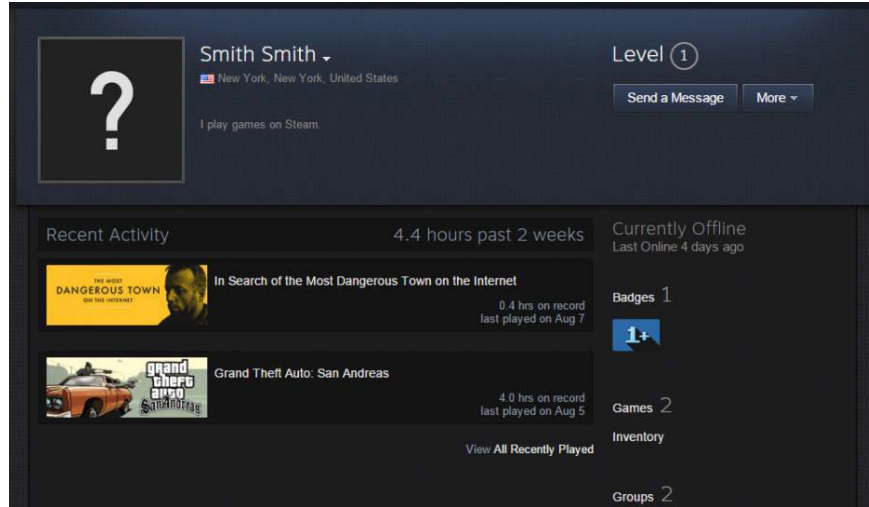 ?
Smith Smith
New York, New York, United States
I play games on Steam.
Level 1
Send a Message
More
Recent Activity
4.4 hours past 2 weeks
THE MOST
DANGEROUS TOWN
ON THE INTERNET
In Search of the Most Dangerous Town on the Internet
0.4 hrs on record
last played on Aug 7
grand
theft
auto
SanAndreas
Grand Theft Auto: San Andreas
4.0 hrs on record
last played on Aug 5
View All Recently Played
Currently Offline
Last Online 4 days ago
Badges 1
1+
Games 2
Inventory
Groups 2